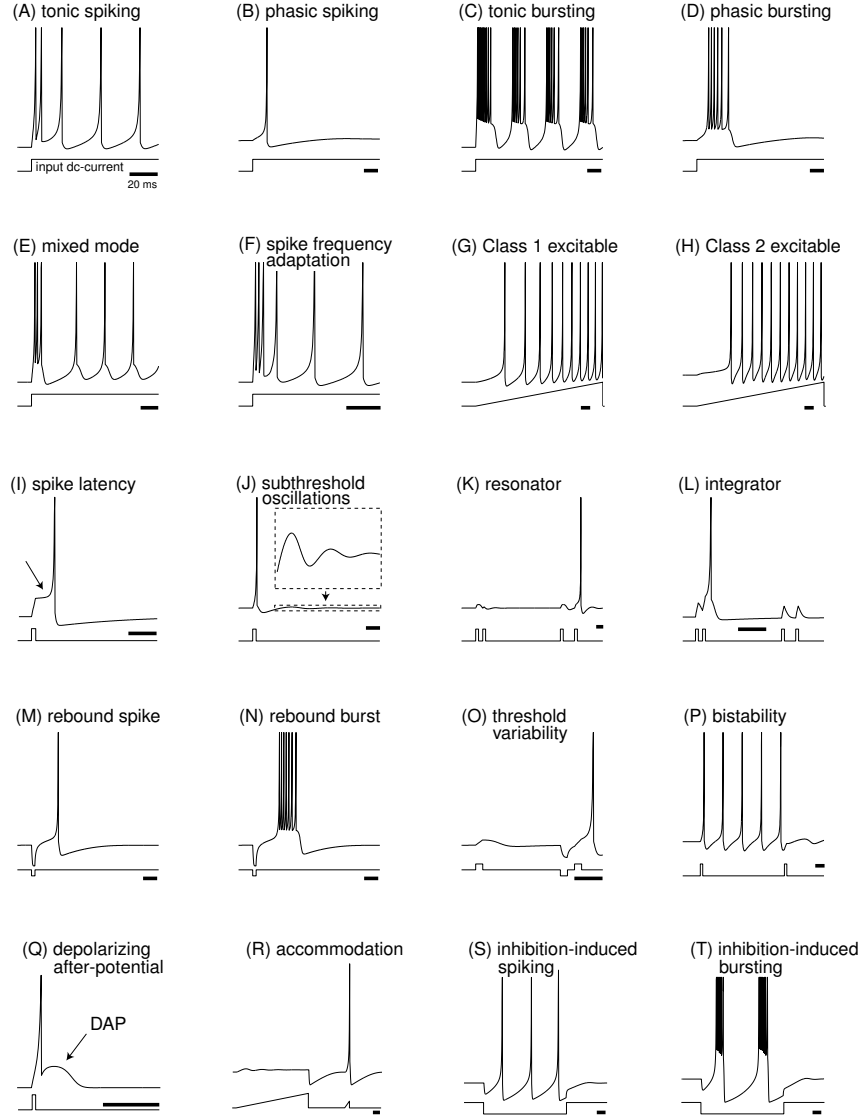 (A) tonic spiking
(B) phasic spiking
(C) tonic bursting
(D) phasic bursting
input dc-current
20 ms
(E) mixed mode
(F) spike frequency
adaptation
(G) Class 1 excitable
(H) Class 2 excitable
(I) spike latency
(J) subthreshold
oscillations
(K) resonator
(L) integrator
(M) rebound spike
(N) rebound burst
(O) threshold
variability
(P) bistability
(Q) depolarizing
after-potential
DAP
(R) accommodation
(S) inhibition-induced
spiking
(T) inhibition-induced
bursting